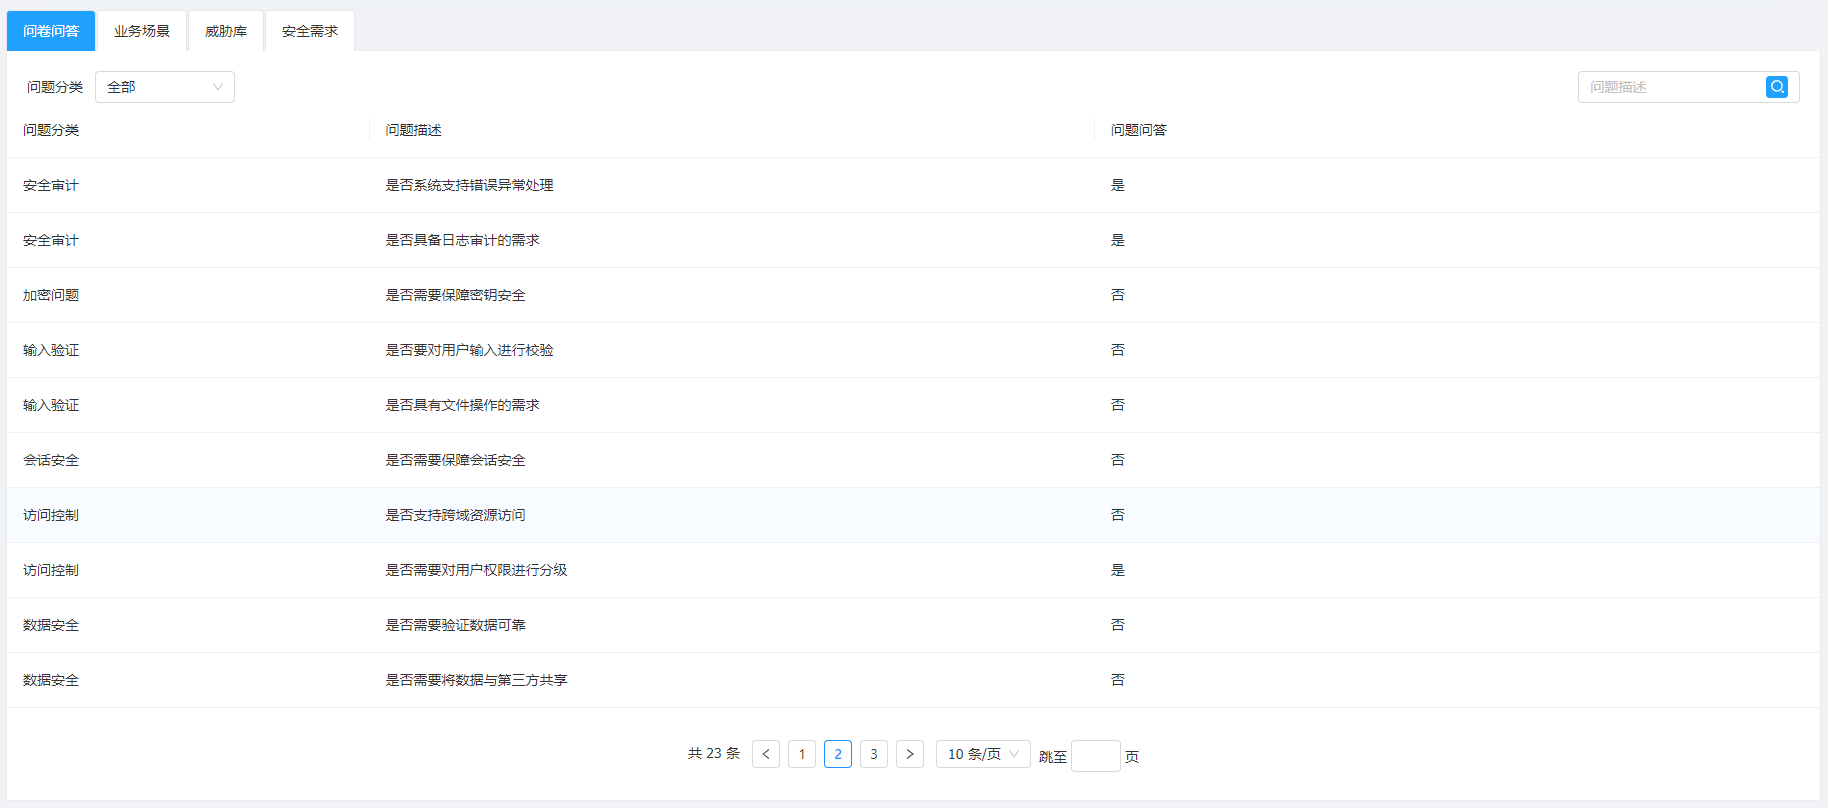 问卷问答 业务场景 威胁库 安全需求
问题分类 全部 问题描述
问题分类 问题描述 问题问答
安全审计 是否系统支持错误异常处理 是
安全审计 是否具备日志审计的需求 是
加密问题 是否需要保障密钥安全 否
输入验证 是否要对用户输入进行校验 否
输入验证 是否具有文件操作的需求 否
会话安全 是否需要保障会话安全 否
访问控制 是否支持跨域资源访问 否
访问控制 是否需要对用户权限进行分级 是
数据安全 是否需要验证数据可靠 否
数据安全 是否需要将数据与第三方共享 否
共 23 条 < 1 2 3 > 10 条/页 跳至 页